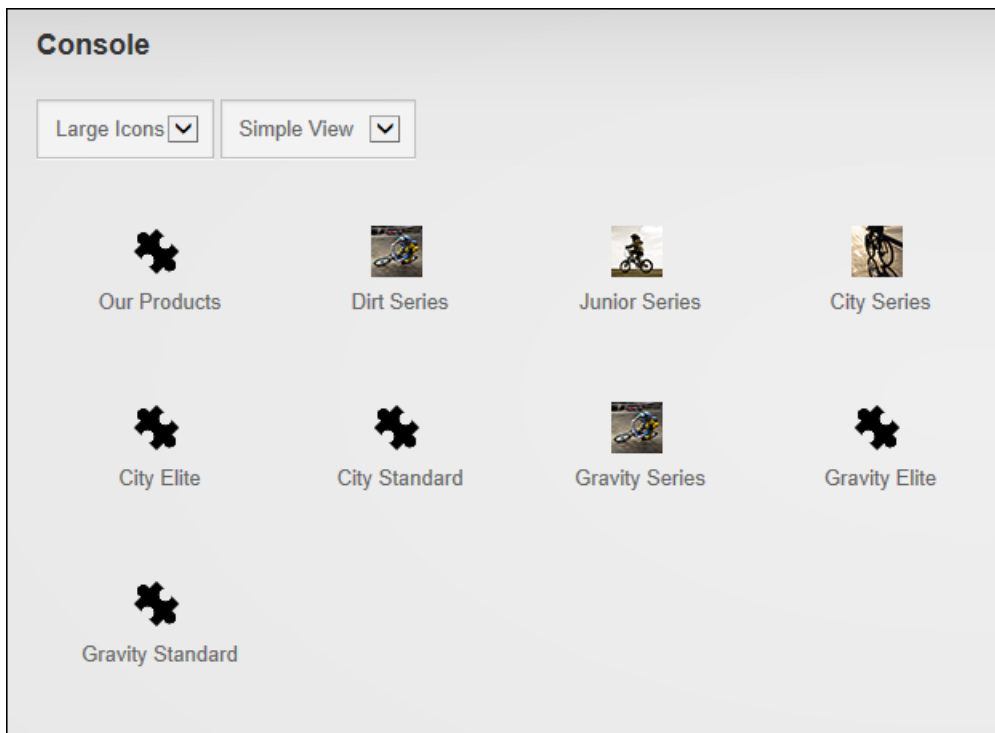 Console
Large Icons Simple View
Our Products Dirt Series Junior Series City Series
City Elite City Standard Gravity Series Gravity Elite
Gravity Standard